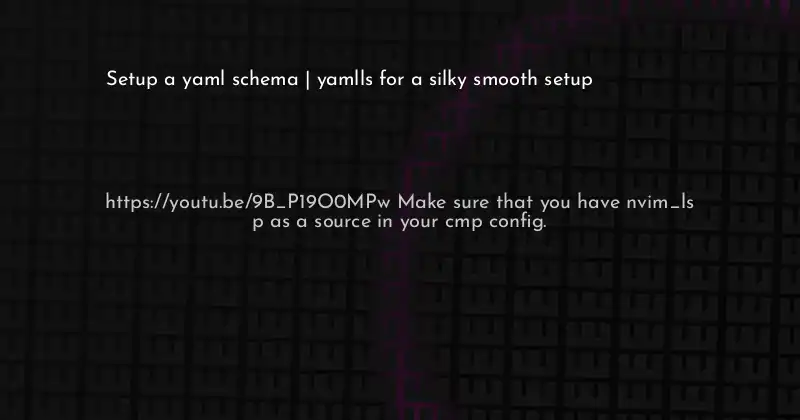 Setup a yaml schema | yamlls for a silky smooth setup
https://youtu.be/9B_P19O0MPw Make sure that you have nvim_ls
p as a source in your cmp config.